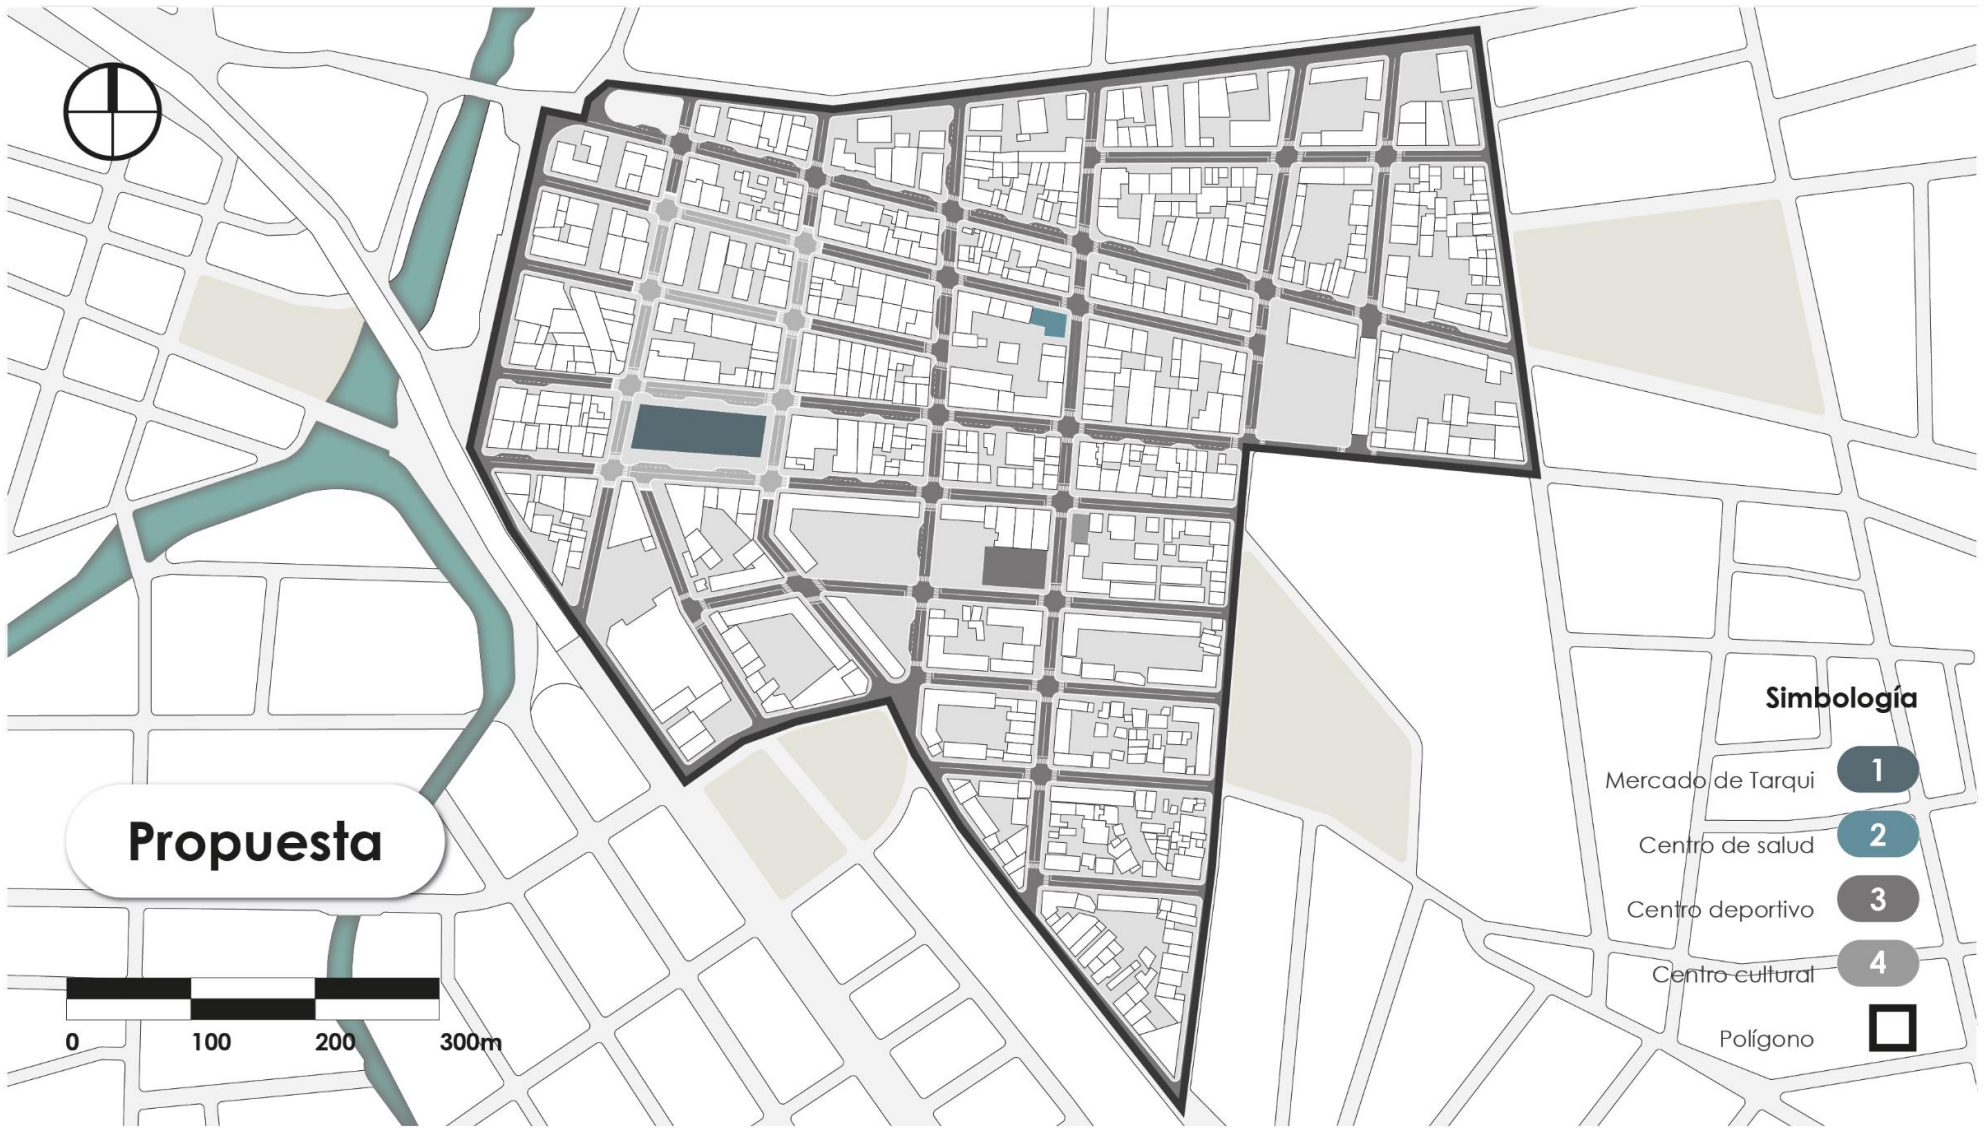 Simbología
Mercado de Tarqui 1
Centro de salud 2
Centro deportivo 3
Centro cultural 4
Polígono
Propuesta
0 100 200 300m